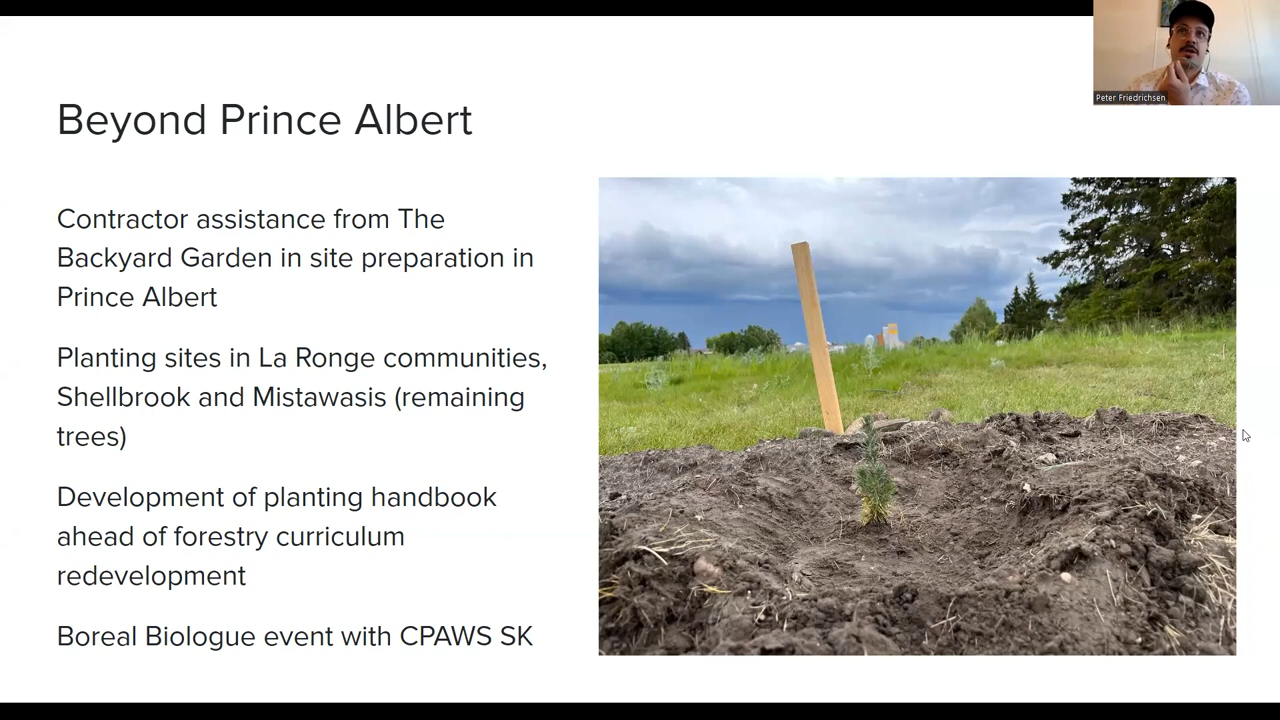 Peter Friedrichsen
Beyond Prince Albert
Contractor assistance from The
Backyard Garden in site preparation in
Prince Albert
Planting sites in La Ronge communities,
Shellbrook and Mistawasis (remaining
trees)
Development of planting handbook
ahead of forestry curriculum
redevelopment
Boreal Biologue event with CPAWS SK